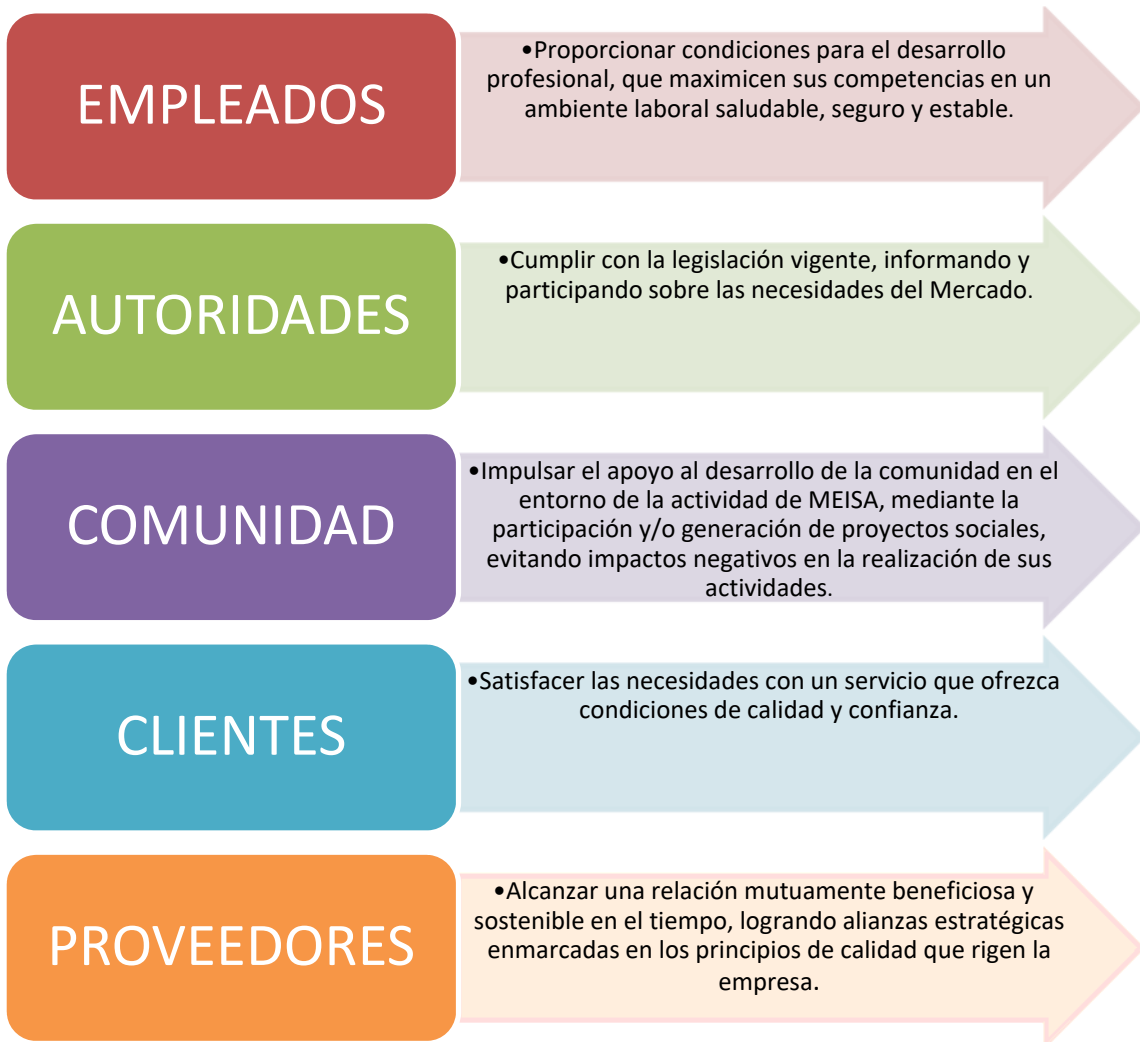 EMPLEADOS
•Proporcionar condiciones para el desarrollo
profesional, que maximicen sus competencias en un
ambiente laboral saludable, seguro y estable.
AUTORIDADES
•Cumplir con la legislación vigente, informando y
participando sobre las necesidades del Mercado.
COMUNIDAD
•Impulsar el apoyo al desarrollo de la comunidad en el
entorno de la actividad de MEISA, mediante la
participación y/o generación de proyectos sociales,
evitando impactos negativos en la realización de sus
actividades.
CLIENTES
•Satisfacer las necesidades con un servicio que ofrezca
condiciones de calidad y confianza.
PROVEEDORES
•Alcanzar una relación mutuamente beneficiosa y
sostenible en el tiempo, logrando alianzas estratégicas
enmarcadas en los principios de calidad que rigen la
empresa.